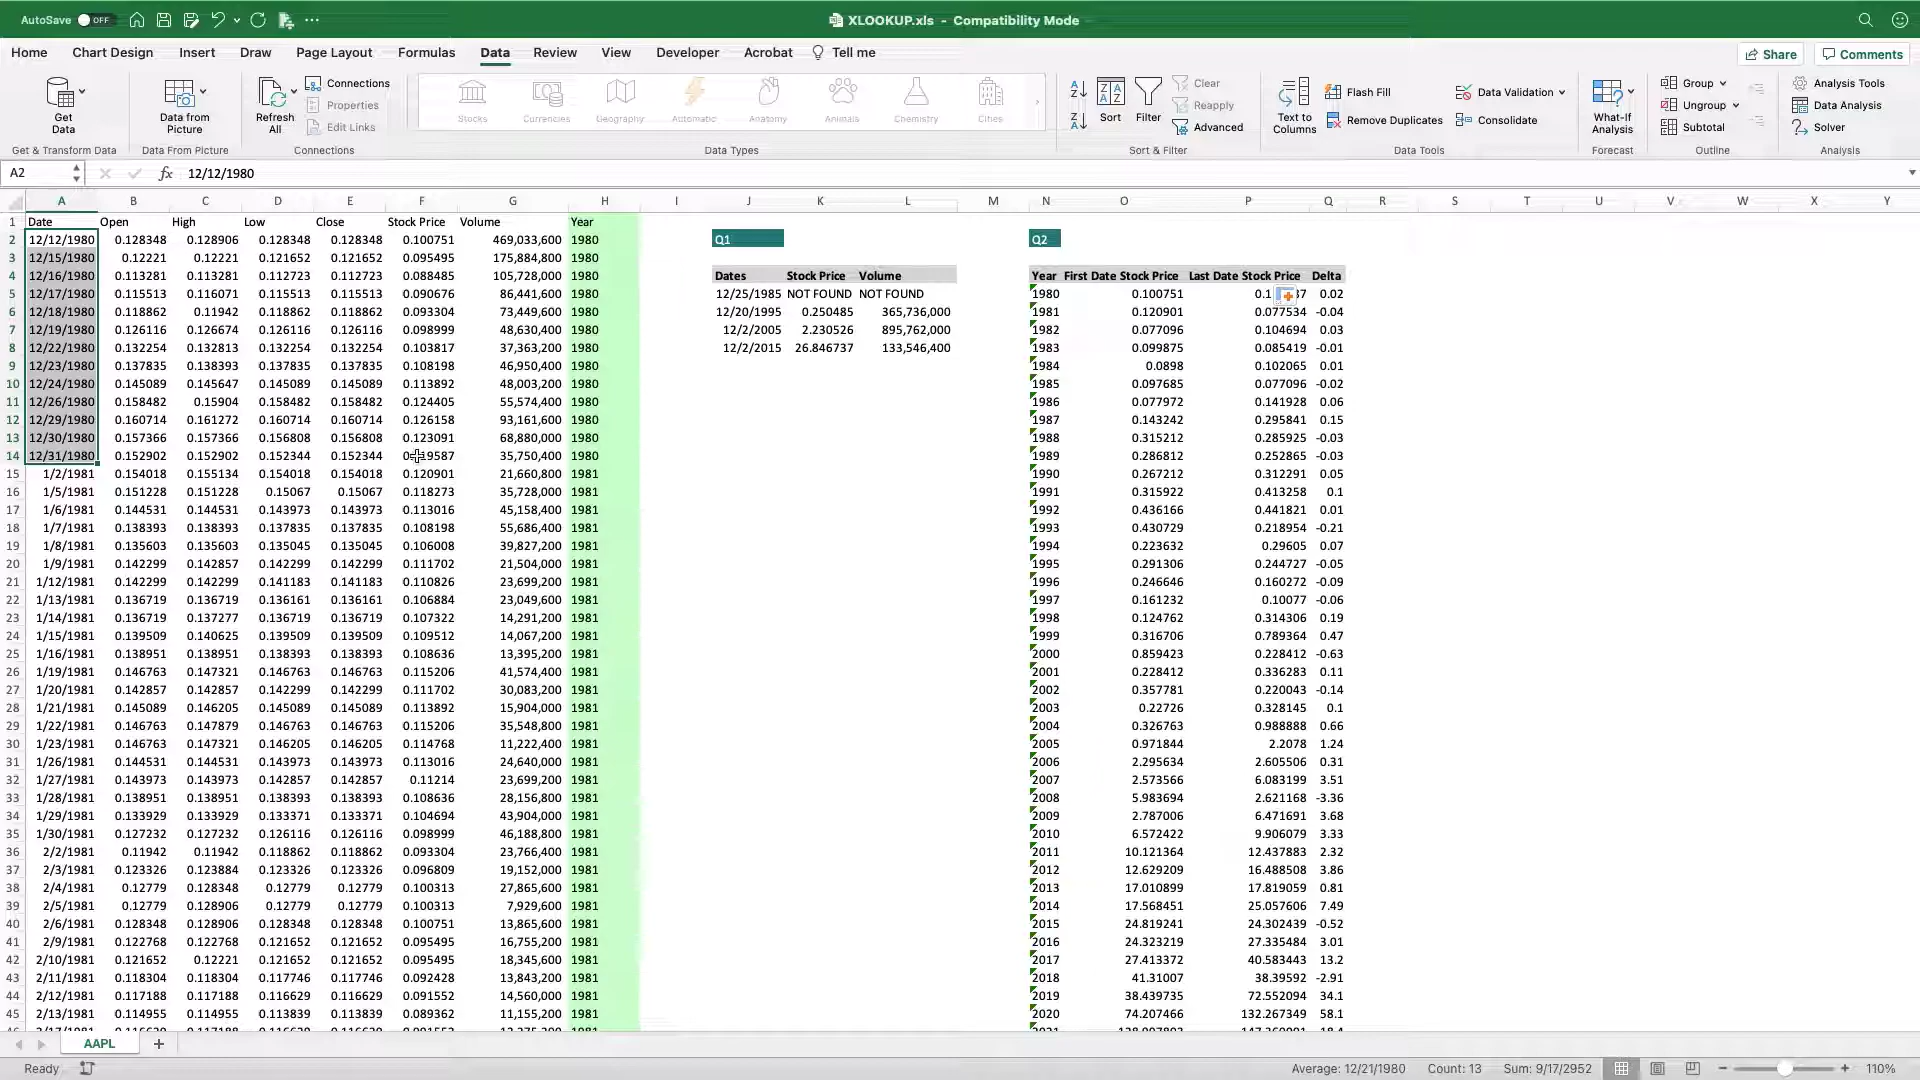 AutoSave OFF XLOOKUP.xls - Compatibility Mode
Home Chart Design Insert Draw Page Layout Formulas Data Review View Developer Acrobat Tell me Share Comments
Get Data
Data from Picture
Refresh All
Connections
Properties
Edit Links
Stocks Currencies Geography Automatic Anatomy Animals Chemistry Cities
Sort Filter
Clear
Reapply
Advanced
Text to Columns
Flash Fill
Remove Duplicates
Data Validation
Consolidate
What-If Analysis
Group
Ungroup
Subtotal
Analysis Tools
Data Analysis
Solver
Get & Transform Data Data From Picture Connections Data Types Sort & Filter Data Tools Forecast Outline Analysis
A2 fx 12/12/1980
A B C D E F G H I J K L M N O P Q R S T U V W X Y
1 Date Open High Low Close Stock Price Volume Year
2 12/12/1980 0.128348 0.128906 0.128348 0.128348 0.100751 469,033,600 1980 Q1 Q2
3 12/15/1980 0.12221 0.12221 0.121652 0.121652 0.095495 175,884,800 1980
4 12/16/1980 0.113281 0.113281 0.112723 0.112723 0.088485 105,728,000 1980 Dates Stock Price Volume Year First Date Stock Price Last Date Stock Price Delta
5 12/17/1980 0.115513 0.116071 0.115513 0.115513 0.090676 86,441,600 1980 12/25/1985 NOT FOUND NOT FOUND 1980 0.100751 0.02
6 12/18/1980 0.118862 0.11942 0.118862 0.118862 0.093304 73,449,600 1980 12/20/1995 0.250485 365,736,000 1981 0.120901 0.077534 -0.04
7 12/19/1980 0.126116 0.126674 0.126116 0.126116 0.098999 48,630,400 1980 12/2/2005 2.230526 895,762,000 1982 0.077096 0.104694 0.03
8 12/22/1980 0.132254 0.132813 0.132254 0.132254 0.103817 37,363,200 1980 12/2/2015 26.846737 133,546,400 1983 0.099875 0.085419 -0.01
9 12/23/1980 0.137835 0.138393 0.137835 0.137835 0.108198 46,950,400 1980 1984 0.0898 0.102065 0.01
10 12/24/1980 0.145089 0.145647 0.145089 0.145089 0.113892 48,003,200 1980 1985 0.097685 0.077096 -0.02
11 12/26/1980 0.158482 0.15904 0.158482 0.158482 0.124405 55,574,400 1980 1986 0.077972 0.141928 0.06
12 12/29/1980 0.160714 0.161272 0.160714 0.160714 0.126158 93,161,600 1980 1987 0.143242 0.295841 0.15
13 12/30/1980 0.157366 0.157366 0.156808 0.156808 0.123091 68,880,000 1980 1988 0.315212 0.285925 -0.03
14 12/31/1980 0.152902 0.152902 0.152344 0.152344 35,750,400 1980 1989 0.286812 0.252865 -0.03
15 1/2/1981 0.154018 0.155134 0.154018 0.154018 0.120901 21,660,800 1981 1990 0.267212 0.312291 0.05
16 1/5/1981 0.151228 0.151228 0.15067 0.15067 0.118273 35,728,000 1981 1991 0.315922 0.413258 0.1
17 1/6/1981 0.144531 0.144531 0.143973 0.143973 0.113016 45,158,400 1981 1992 0.436166 0.441821 0.01
18 1/7/1981 0.138393 0.138393 0.137835 0.137835 0.108198 55,686,400 1981 1993 0.430729 0.218954 -0.21
19 1/8/1981 0.135603 0.135603 0.135045 0.135045 0.106008 39,827,200 1981 1994 0.223632 0.29605 0.07
20 1/9/1981 0.142299 0.142857 0.142299 0.142299 0.111702 21,504,000 1981 1995 0.291306 0.244727 -0.05
21 1/12/1981 0.142299 0.142299 0.141183 0.141183 0.110826 23,699,200 1981 1996 0.246646 0.160272 -0.09
22 1/13/1981 0.136719 0.136719 0.136161 0.136161 0.106884 23,049,600 1981 1997 0.161232 0.10077 -0.06
23 1/14/1981 0.136719 0.137277 0.136719 0.136719 0.107322 14,291,200 1981 1998 0.124762 0.314306 0.19
24 1/15/1981 0.139509 0.140625 0.139509 0.139509 0.109512 14,067,200 1981 1999 0.316706 0.789364 0.47
25 1/16/1981 0.138951 0.138951 0.138393 0.138393 0.108636 13,395,200 1981 2000 0.859423 0.228412 -0.63
26 1/19/1981 0.146763 0.147321 0.146763 0.146763 0.115206 41,574,400 1981 2001 0.228412 0.336283 0.11
27 1/20/1981 0.142857 0.142857 0.142299 0.142299 0.111702 30,083,200 1981 2002 0.357781 0.220043 -0.14
28 1/21/1981 0.145089 0.146205 0.145089 0.145089 0.113892 15,904,000 1981 2003 0.22726 0.328145 0.1
29 1/22/1981 0.146763 0.147879 0.146763 0.146763 0.115206 35,548,800 1981 2004 0.326763 0.988888 0.66
30 1/23/1981 0.146763 0.147321 0.146205 0.146205 0.114768 11,222,400 1981 2005 0.971844 2.2078 1.24
31 1/26/1981 0.144531 0.144531 0.143973 0.143973 0.113016 24,640,000 1981 2006 2.295634 2.605506 0.31
32 1/27/1981 0.143973 0.143973 0.142857 0.142857 0.11214 23,699,200 1981 2007 2.573566 6.083199 3.51
33 1/28/1981 0.138951 0.138951 0.138393 0.138393 0.108636 28,156,800 1981 2008 5.983694 2.621168 -3.36
34 1/29/1981 0.133929 0.133929 0.133371 0.133371 0.104694 43,904,000 1981 2009 2.787006 6.471691 3.68
35 1/30/1981 0.127232 0.127232 0.126116 0.126116 0.098999 46,188,800 1981 2010 6.572422 9.906079 3.33
36 2/2/1981 0.11942 0.11942 0.118862 0.118862 0.093304 23,766,400 1981 2011 10.121364 12.437883 2.32
37 2/3/1981 0.123326 0.123884 0.123326 0.123326 0.096809 19,152,000 1981 2012 12.629209 16.488508 3.86
38 2/4/1981 0.12779 0.128348 0.12779 0.12779 0.100313 27,865,600 1981 2013 17.010899 17.819059 0.81
39 2/5/1981 0.12779 0.128906 0.12779 0.12779 0.100313 7,929,600 1981 2014 17.568451 25.057606 7.49
40 2/6/1981 0.128348 0.128906 0.128348 0.128348 0.100751 13,865,600 1981 2015 24.819241 24.302439 -0.52
41 2/9/1981 0.122768 0.122768 0.121652 0.121652 0.095495 16,755,200 1981 2016 24.323219 27.335484 3.01
42 2/10/1981 0.121652 0.12221 0.121652 0.121652 0.095495 18,345,600 1981 2017 27.413372 40.583443 13.2
43 2/11/1981 0.118304 0.118304 0.117746 0.117746 0.092428 13,843,200 1981 2018 41.31007 38.39592 -2.91
44 2/12/1981 0.117188 0.117188 0.116629 0.116629 0.091552 14,560,000 1981 2019 38.439735 72.552094 34.1
45 2/13/1981 0.114955 0.114955 0.113839 0.113839 0.089362 11,155,200 1981 2020 74.207466 132.267349 58.1
AAPL
Ready Average: 12/21/1980 Count: 13 Sum: 9/17/2952 110%